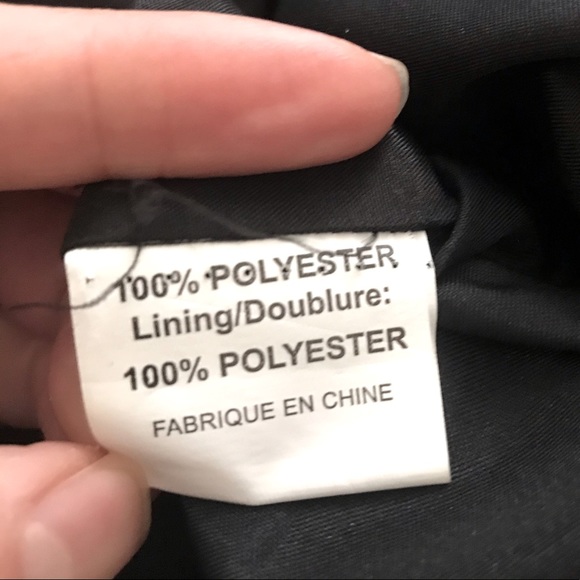 100% POLYESTER
Lining/Doublure:
100% POLYESTER
FABRIQUE EN CHINE